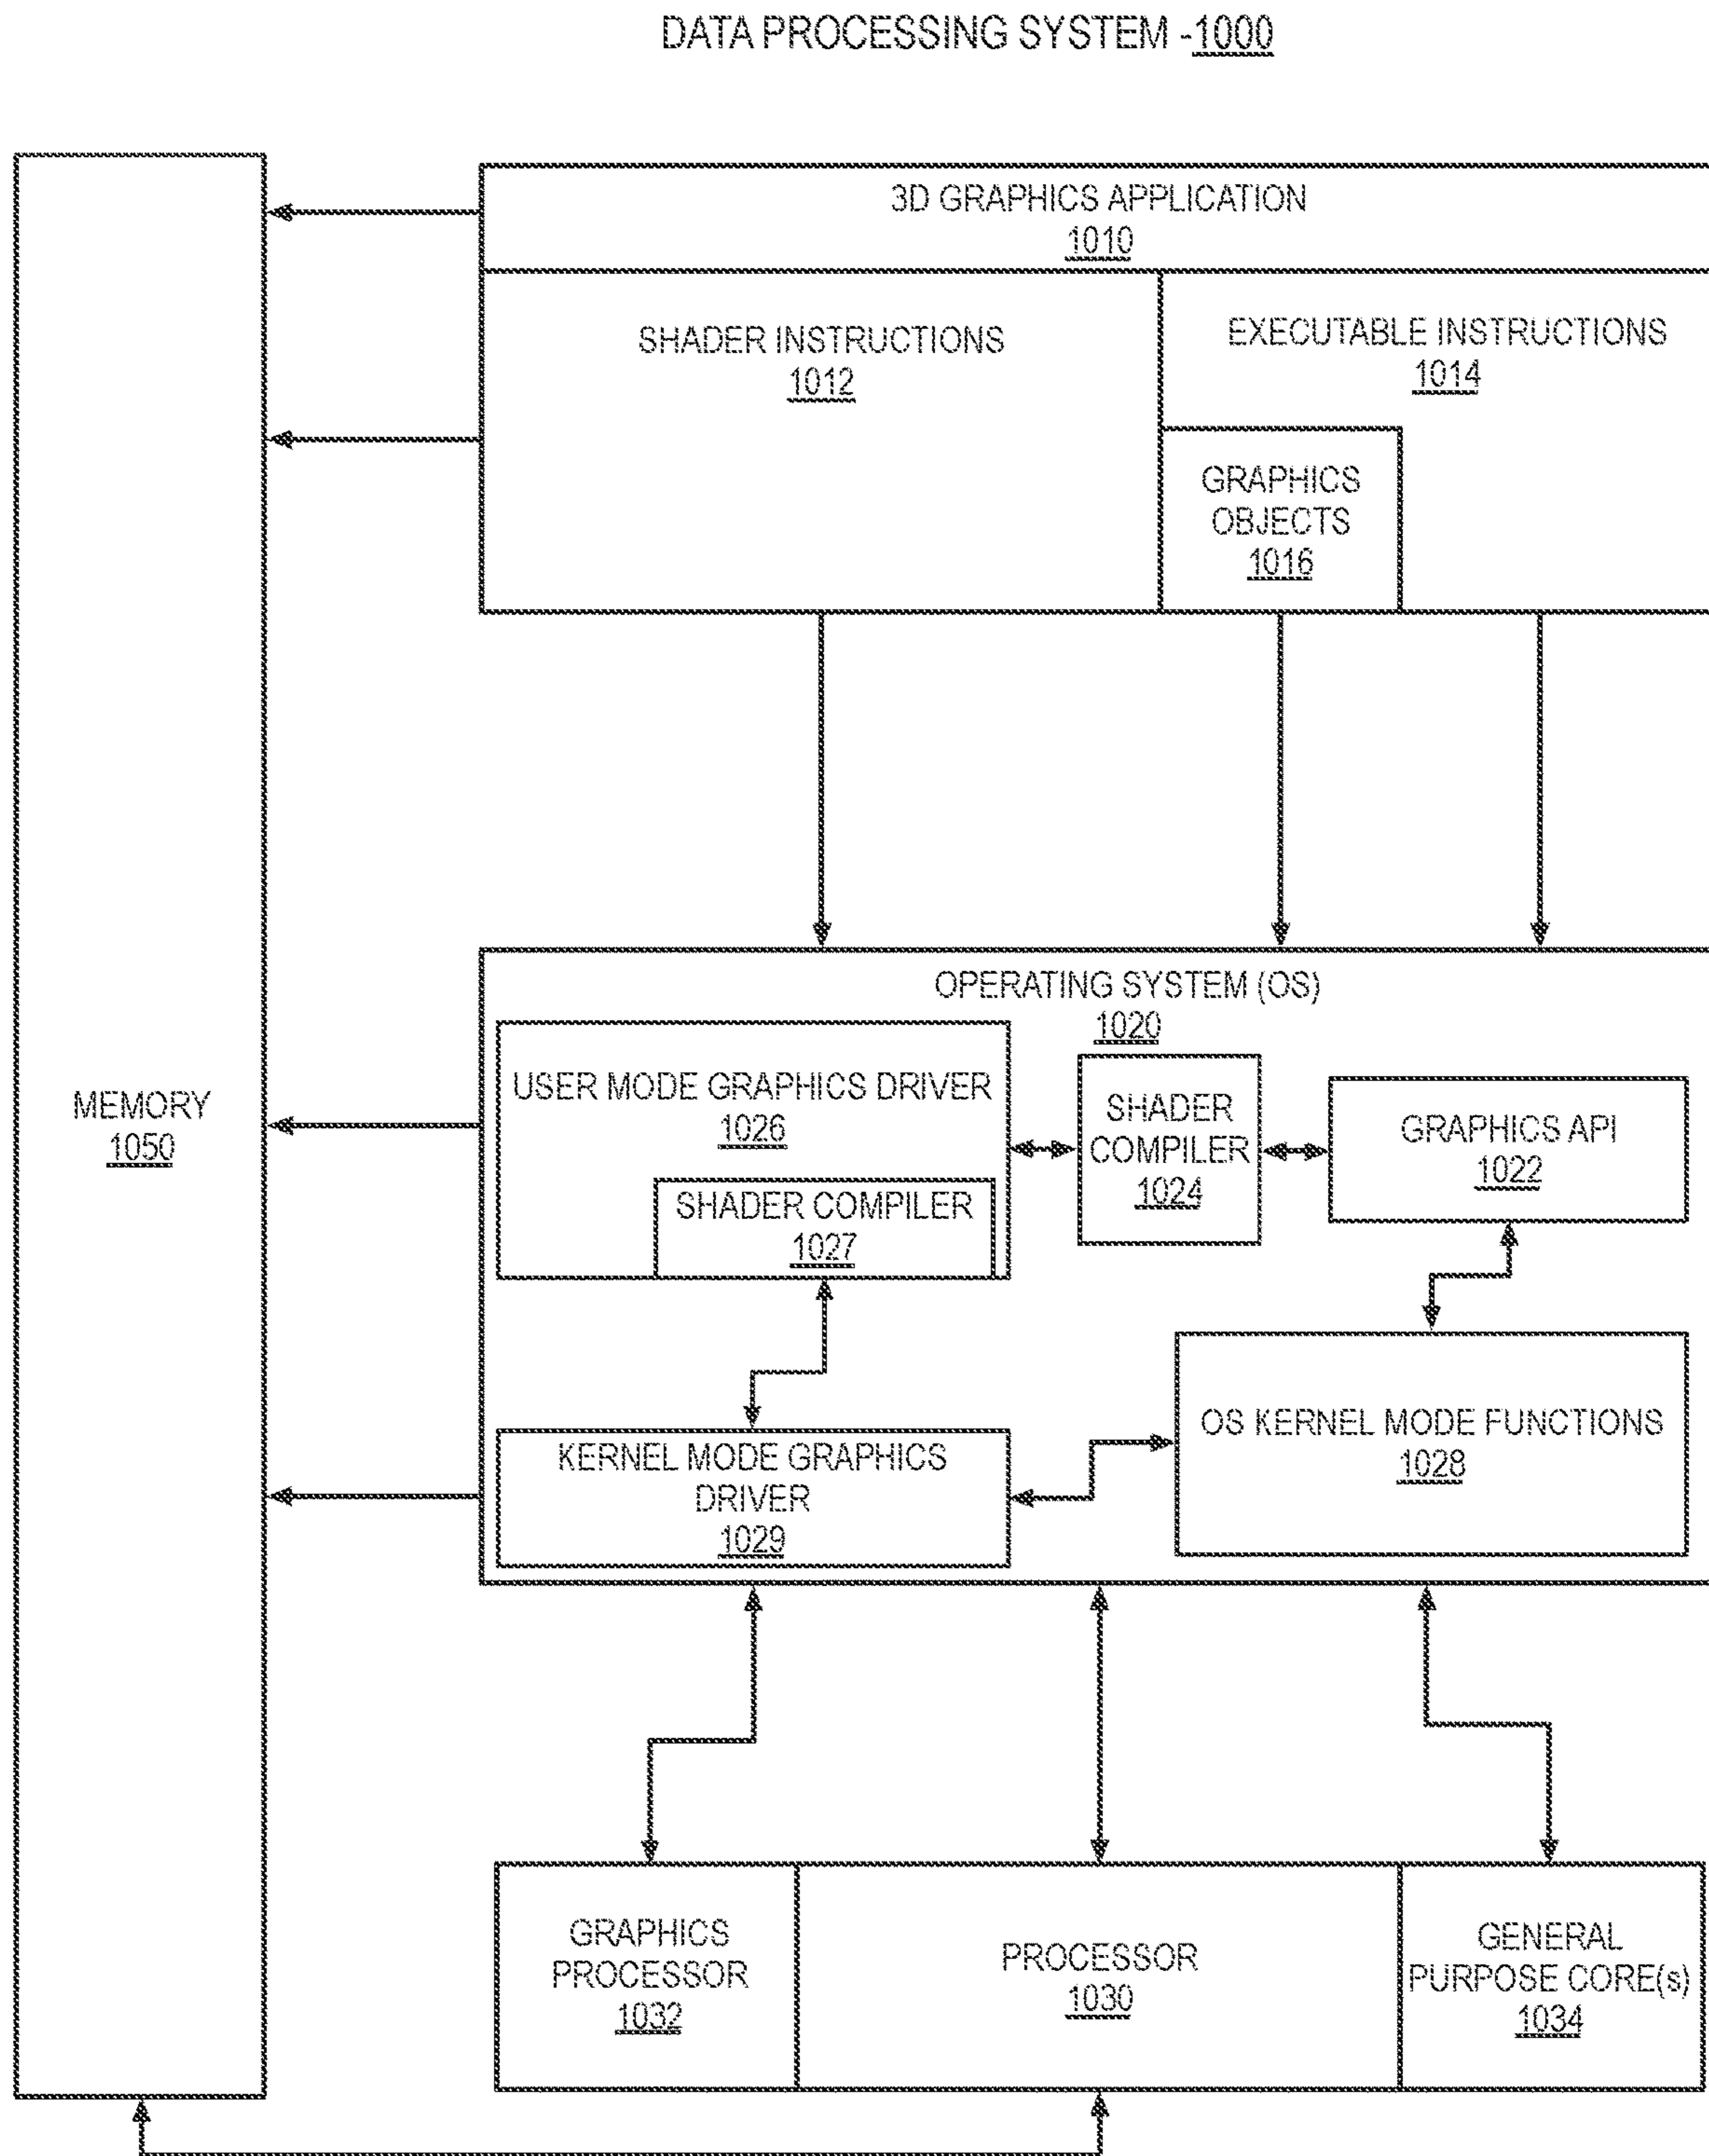 DATA PROCESSING SYSTEM -1000
3D GRAPHICS APPLICATION
1010
SHADER INSTRUCTIONS
1012
EXECUTABLE INSTRUCTIONS
1014
GRAPHICS
OBJECTS
1016
OPERATING SYSTEM (OS)
1020
USER MODE GRAPHICS DRIVER
1026
SHADER COMPILER
1027
SHADER
COMPILER
1024
GRAPHICS API
1022
MEMORY
1050
KERNEL MODE GRAPHICS
DRIVER
1029
OS KERNEL MODE FUNCTIONS
1028
GRAPHICS
PROCESSOR
1032
PROCESSOR
1030
GENERAL
PURPOSE CORE(s)
1034